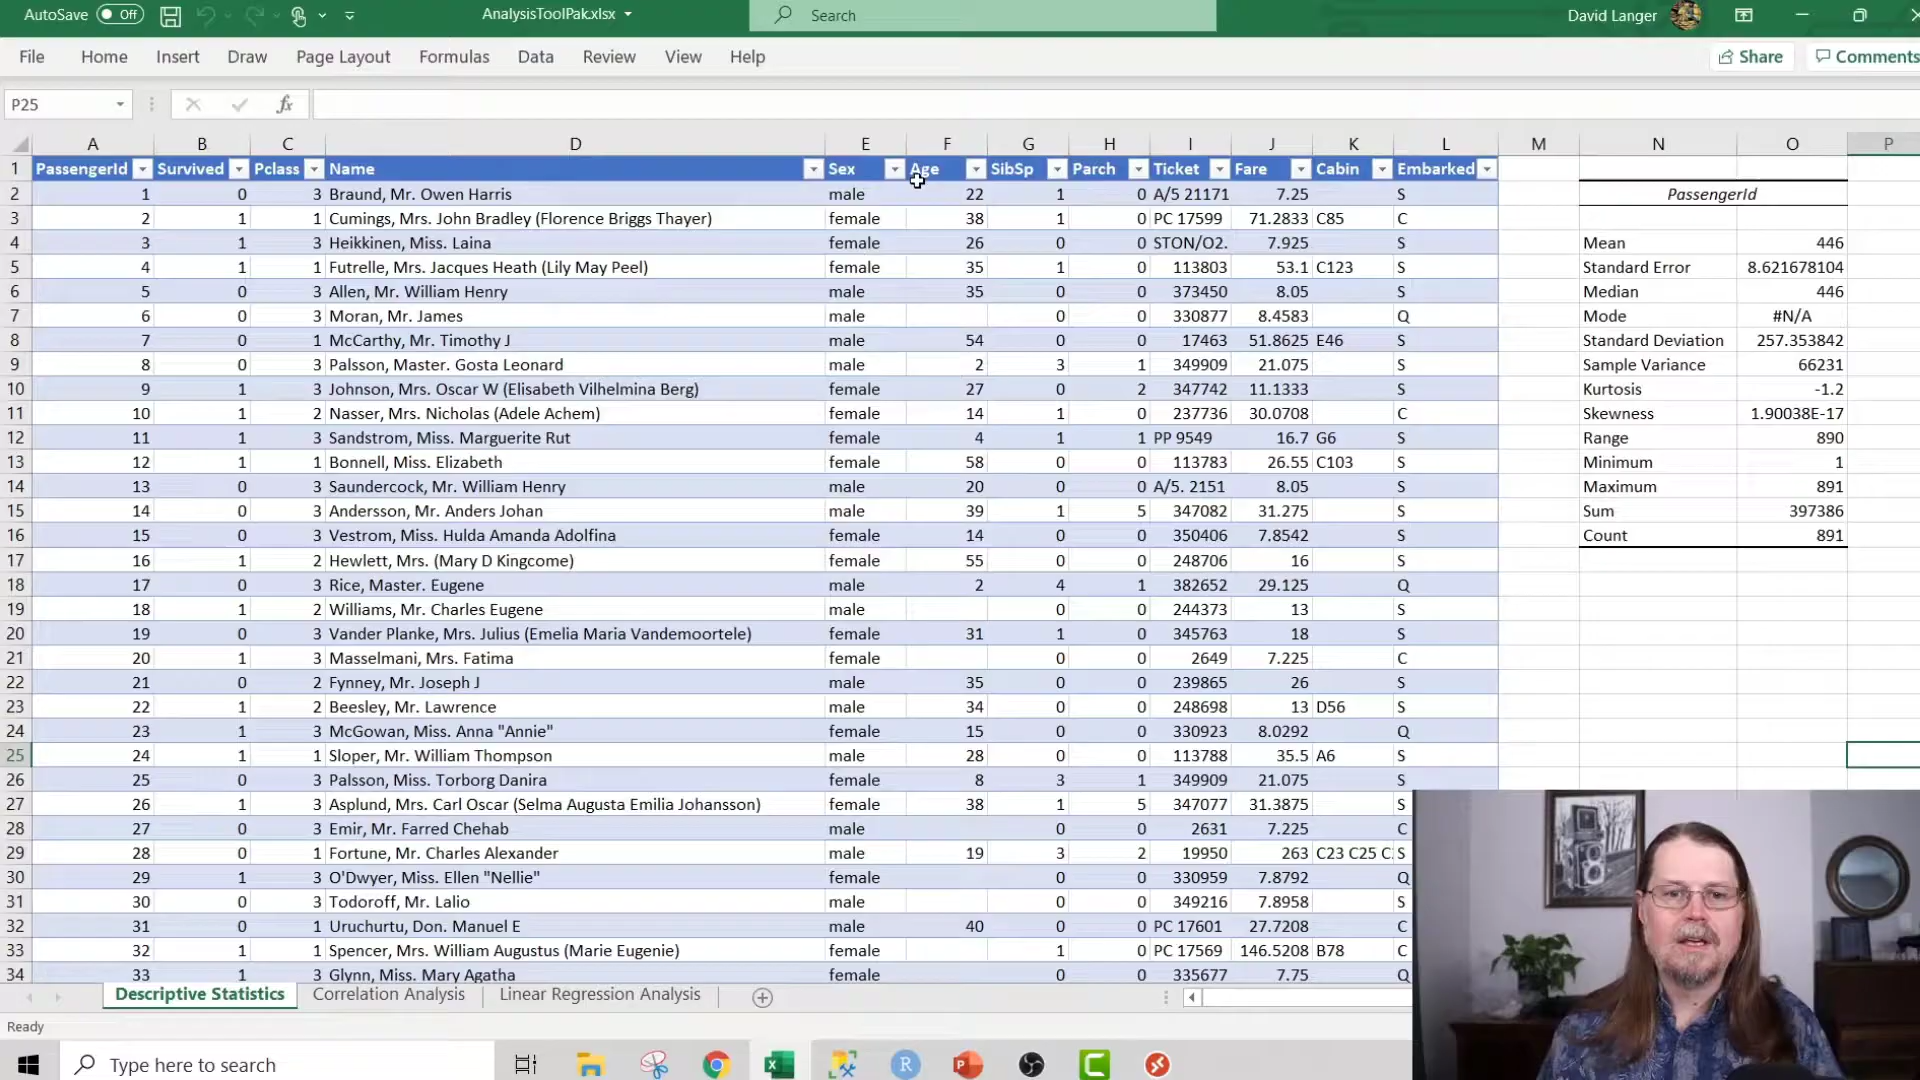 AutoSave Off AnalysisToolPak.xlsx Search David Langer
File Home Insert Draw Page Layout Formulas Data Review View Help Share Comments
P25 fx
A B C D E F G H I J K L M N O P
1 PassengerId Survived Pclass Name Sex Age SibSp Parch Ticket Fare Cabin Embarked
2 1 0 3 Braund, Mr. Owen Harris male 22 1 0 A/5 21171 7.25 S PassengerId
3 2 1 1 Cumings, Mrs. John Bradley (Florence Briggs Thayer) female 38 1 0 PC 17599 71.2833 C85 C
4 3 1 3 Heikkinen, Miss. Laina female 26 0 0 STON/O2. 7.925 S Mean 446
5 4 1 1 Futrelle, Mrs. Jacques Heath (Lily May Peel) female 35 1 0 113803 53.1 C123 S Standard Error 8.621678104
6 5 0 3 Allen, Mr. William Henry male 35 0 0 373450 8.05 S Median 446
7 6 0 3 Moran, Mr. James male 0 0 330877 8.4583 Q Mode #N/A
8 7 0 1 McCarthy, Mr. Timothy J male 54 0 0 17463 51.8625 E46 S Standard Deviation 257.353842
9 8 0 3 Palsson, Master. Gosta Leonard male 2 3 1 349909 21.075 S Sample Variance 66231
10 9 1 3 Johnson, Mrs. Oscar W (Elisabeth Vilhelmina Berg) female 27 0 2 347742 11.1333 S Kurtosis -1.2
11 10 1 2 Nasser, Mrs. Nicholas (Adele Achem) female 14 1 0 237736 30.0708 C Skewness 1.90038E-17
12 11 1 3 Sandstrom, Miss. Marguerite Rut female 4 1 1 PP 9549 16.7 G6 S Range 890
13 12 1 1 Bonnell, Miss. Elizabeth female 58 0 0 113783 26.55 C103 S Minimum 1
14 13 0 3 Saundercock, Mr. William Henry male 20 0 0 A/5. 2151 8.05 S Maximum 891
15 14 0 3 Andersson, Mr. Anders Johan male 39 1 5 347082 31.275 S Sum 397386
16 15 0 3 Vestrom, Miss. Hulda Amanda Adolfina female 14 0 0 350406 7.8542 S Count 891
17 16 1 2 Hewlett, Mrs. (Mary D Kingcome) female 55 0 0 248706 16 S
18 17 0 3 Rice, Master. Eugene male 2 4 1 382652 29.125 Q
19 18 1 2 Williams, Mr. Charles Eugene male 0 0 244373 13 S
20 19 0 3 Vander Planke, Mrs. Julius (Emelia Maria Vandemoortele) female 31 1 0 345763 18 S
21 20 1 3 Masselmani, Mrs. Fatima female 0 0 2649 7.225 C
22 21 0 2 Fynney, Mr. Joseph J male 35 0 0 239865 26 S
23 22 1 2 Beesley, Mr. Lawrence male 34 0 0 248698 13 D56 S
24 23 1 3 McGowan, Miss. Anna "Annie" female 15 0 0 330923 8.0292 Q
25 24 1 1 Sloper, Mr. William Thompson male 28 0 0 113788 35.5 A6 S
26 25 0 3 Palsson, Miss. Torborg Danira female 8 3 1 349909 21.075 S
27 26 1 3 Asplund, Mrs. Carl Oscar (Selma Augusta Emilia Johansson) female 38 1 5 347077 31.3875 S
28 27 0 3 Emir, Mr. Farred Chehab male 0 0 2631 7.225 C
29 28 0 1 Fortune, Mr. Charles Alexander male 19 3 2 19950 263 C23 C25 C S
30 29 1 3 O'Dwyer, Miss. Ellen "Nellie" female 0 0 330959 7.8792 Q
31 30 0 3 Todoroff, Mr. Lalio male 0 0 349216 7.8958 S
32 31 0 1 Uruchurtu, Don. Manuel E male 40 0 0 PC 17601 27.7208 C
33 32 1 1 Spencer, Mrs. William Augustus (Marie Eugenie) female 1 0 PC 17569 146.5208 B78 C
34 33 1 3 Glynn, Miss. Mary Agatha female 0 0 335677 7.75 Q
Descriptive Statistics Correlation Analysis Linear Regression Analysis
Ready
Type here to search